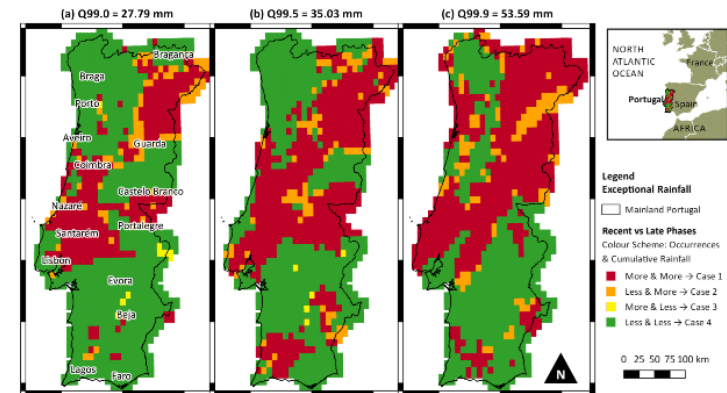 (a) Q99.0 = 27.79 mm
(b) Q99.5 = 35.03 mm
(c) Q99.9 = 53.59 mm
Bragança
Braga
Porto
Aveiro
Guarda
Coimbra
Castelo Branco
Nazaré
Portalegre
Santarém
Lisbon
Evora
Beja
Lagos
Faro
N
NORTH
ATLANTIC
OCEAN
France
Portugal
Spain
AFRICA
Legend
Exceptional Rainfall
Mainland Portugal
Recent vs Late Phases
Colour Scheme: Occurrences
& Cumulative Rainfall
More & More → Case 1
Less & More → Case 2
More & Less → Case 3
Less & Less → Case 4
0 25 50 75 100 km